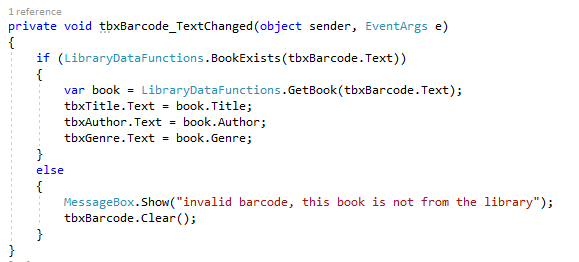 1 reference
private void tbxBarcode_TextChanged(object sender, EventArgs e)
{
if (LibraryDataFunctions.BookExists(tbxBarcode.Text))
{
var book = LibraryDataFunctions.GetBook(tbxBarcode.Text);
tbxTitle.Text = book.Title;
tbxAuthor.Text = book.Author;
tbxGenre.Text = book.Genre;
}
else
{
MessageBox.Show("invalid barcode, this book is not from the library");
tbxBarcode.Clear();
}
}